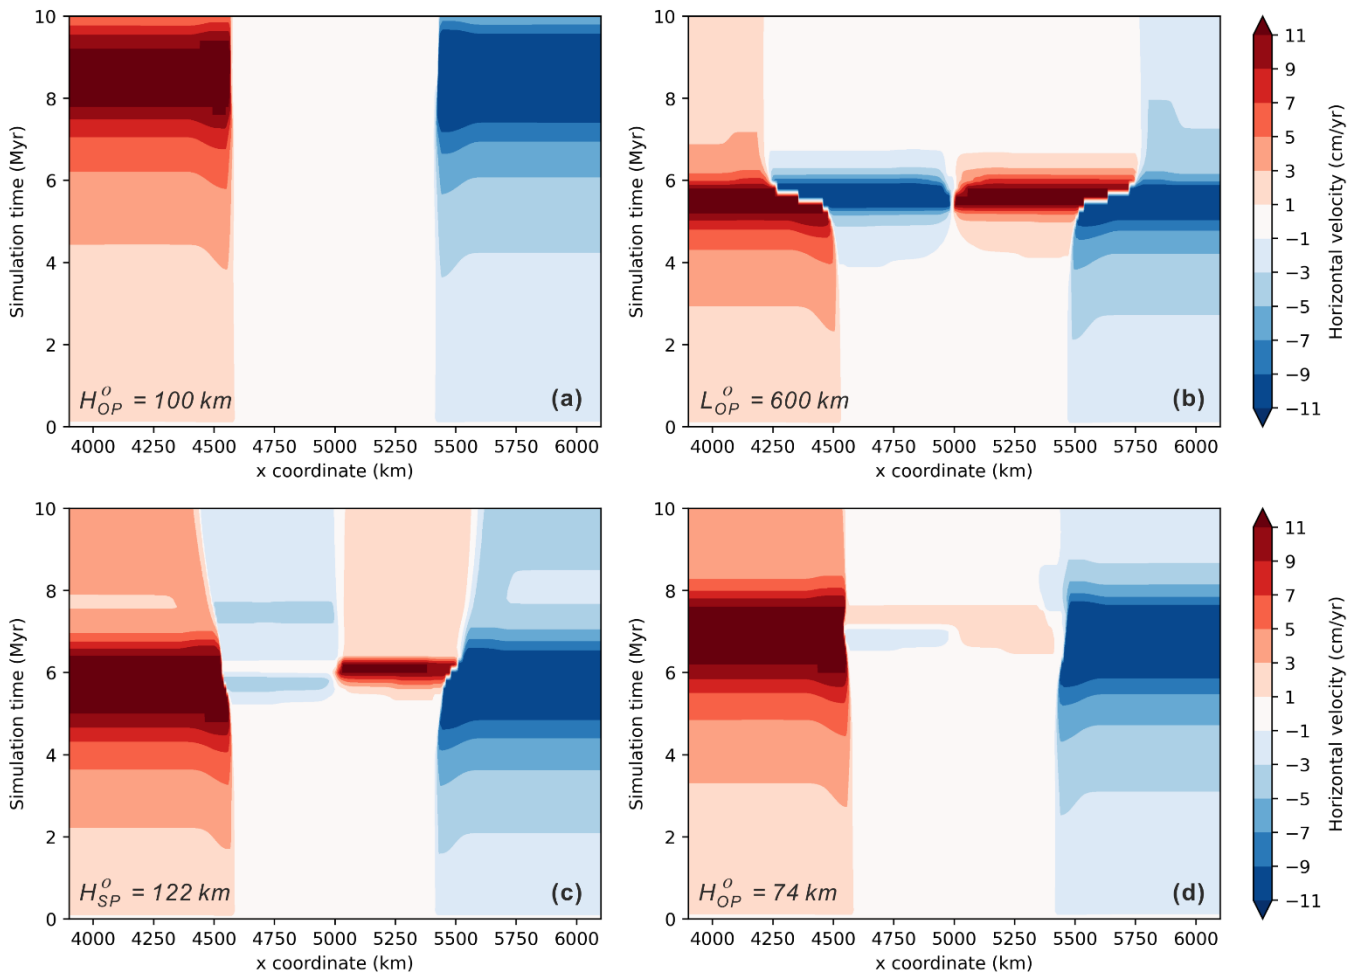 10
8
6
4
2
0
Simulation time (Myr)
H_OP^o = 100 km
(a)
4000 4250 4500 4750 5000 5250 5500 5750 6000
x coordinate (km)
10
8
6
4
2
0
Simulation time (Myr)
L_OP^o = 600 km
(b)
4000 4250 4500 4750 5000 5250 5500 5750 6000
x coordinate (km)
11
9
7
5
3
1
−1
−3
−5
−7
−9
−11
Horizontal velocity (cm/yr)
10
8
6
4
2
0
Simulation time (Myr)
H_SP^o = 122 km
(c)
4000 4250 4500 4750 5000 5250 5500 5750 6000
x coordinate (km)
10
8
6
4
2
0
Simulation time (Myr)
H_OP^o = 74 km
(d)
4000 4250 4500 4750 5000 5250 5500 5750 6000
x coordinate (km)
11
9
7
5
3
1
−1
−3
−5
−7
−9
−11
Horizontal velocity (cm/yr)